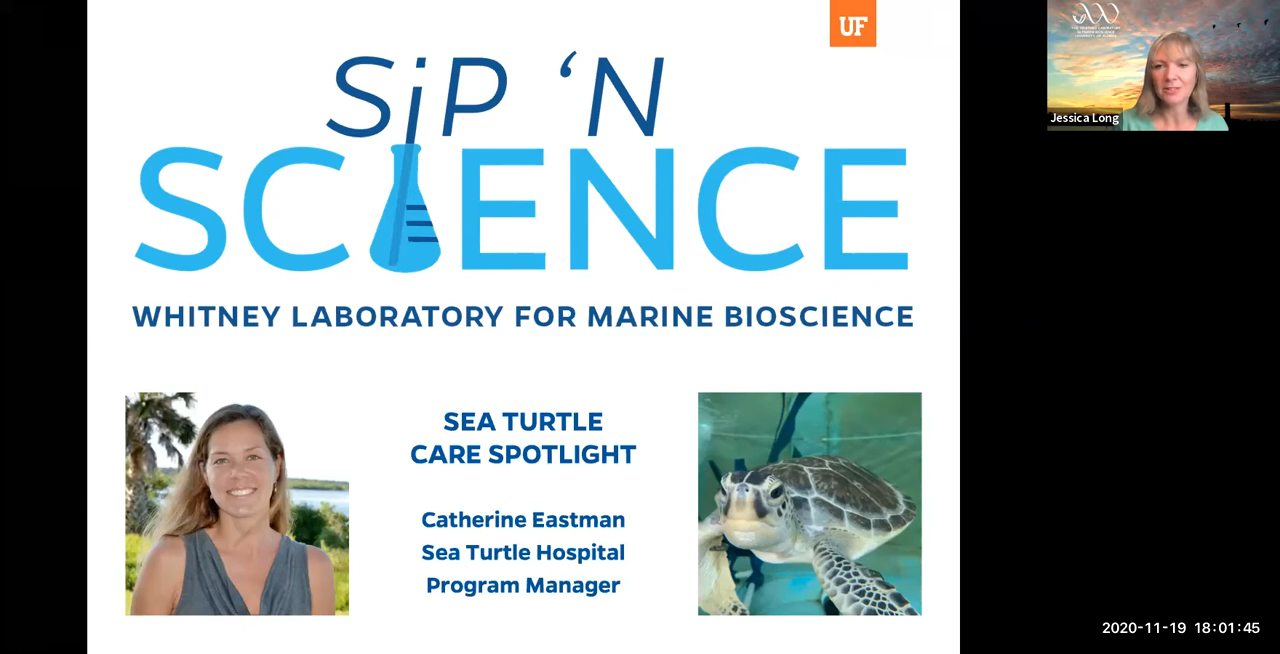 UF
SiP 'N
SCIENCE
WHITNEY LABORATORY FOR MARINE BIOSCIENCE
SEA TURTLE
CARE SPOTLIGHT
Catherine Eastman
Sea Turtle Hospital
Program Manager
Jessica Long
2020-11-19 18:01:45